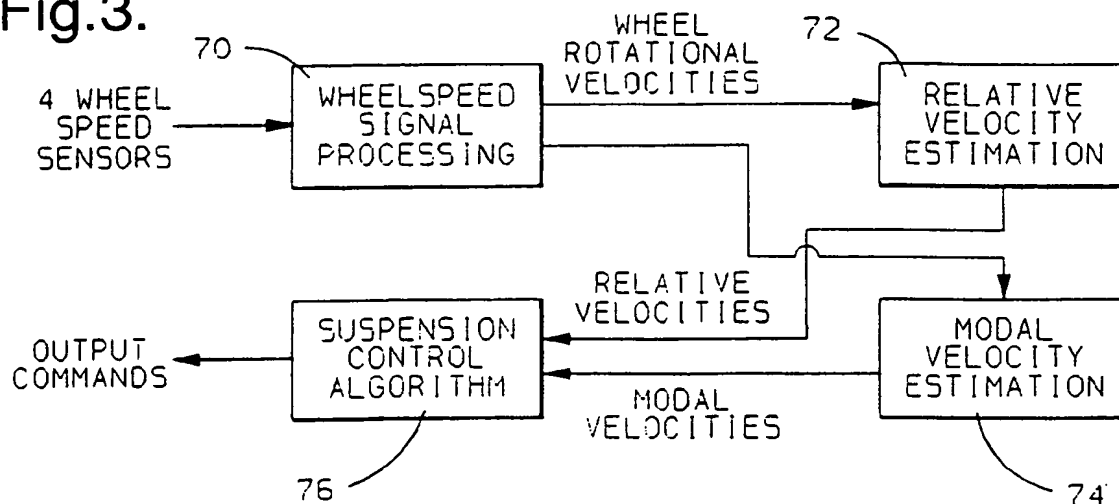 Fig.3.
70
WHEEL
ROTATIONAL
VELOCITIES
72
4 WHEEL
SPEED
SENSORS
WHEELSPEED
SIGNAL
PROCESSING
RELATIVE
VELOCITY
ESTIMATION
RELATIVE
VELOCITIES
OUTPUT
COMMANDS
SUSPENSION
CONTROL
ALGORITHM
MODAL
VELOCITY
ESTIMATION
MODAL
VELOCITIES
76
74